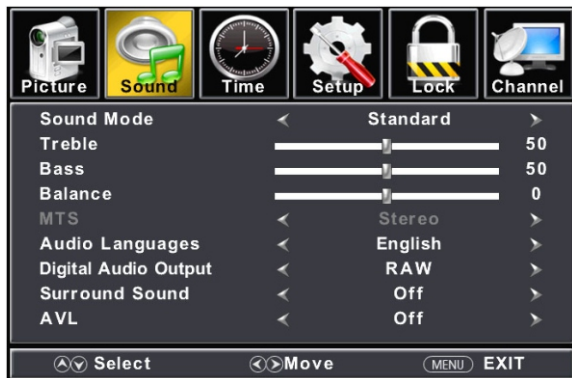 Picture Sound Time Setup Lock Channel
Sound Mode Standard
Treble 50
Bass 50
Balance 0
MTS Stereo
Audio Languages English
Digital Audio Output RAW
Surround Sound Off
AVL Off
Select Move MENU EXIT